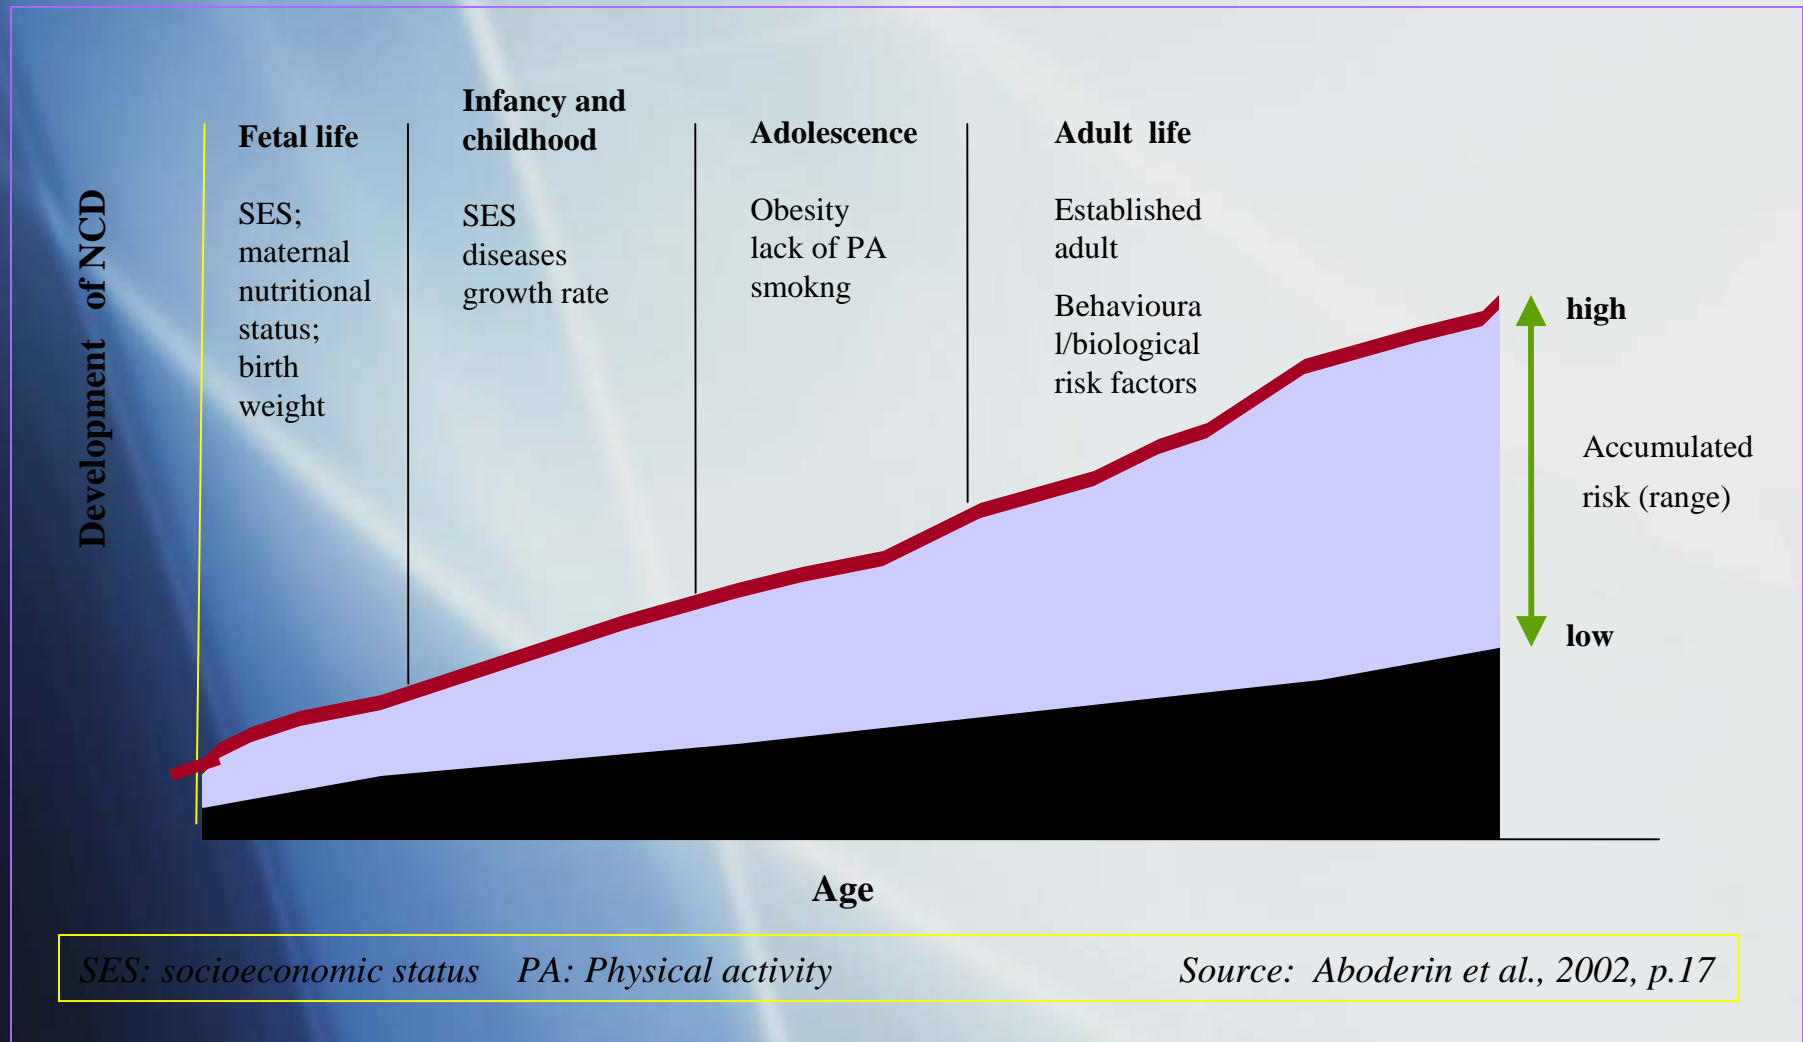 Development of NCD
Fetal life
SES;
maternal
nutritional
status;
birth
weight
Infancy and
childhood
SES
diseases
growth rate
Adolescence
Obesity
lack of PA
smokng
Adult life
Established
adult
Behavioura
l/biological
risk factors
high
Accumulated
risk (range)
low
Age
SES: socioeconomic status PA: Physical activity
Source: Aboderin et al., 2002, p.17